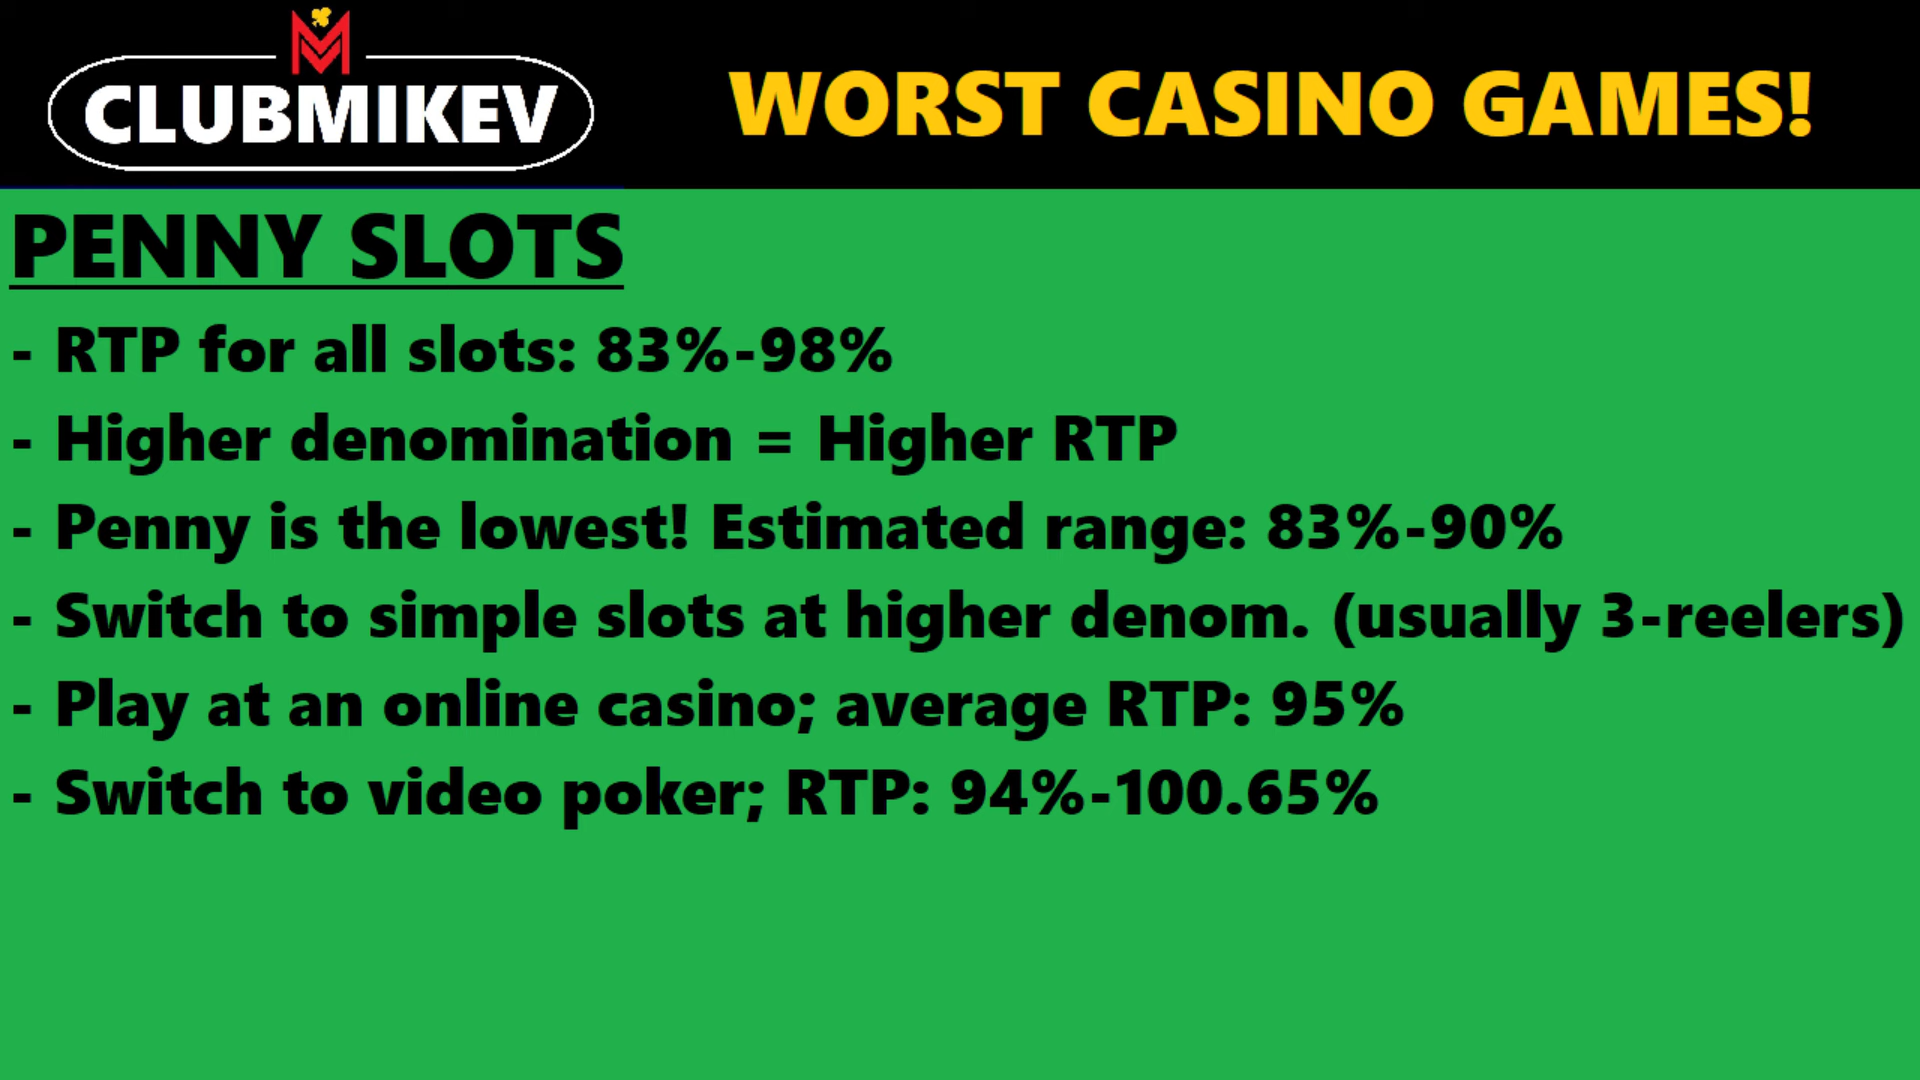 CLUBMIKEV
WORST CASINO GAMES!
PENNY SLOTS
- RTP for all slots: 83%-98%
- Higher denomination = Higher RTP
- Penny is the lowest! Estimated range: 83%-90%
- Switch to simple slots at higher denom. (usually 3-reelers)
- Play at an online casino; average RTP: 95%
- Switch to video poker; RTP: 94%-100.65%